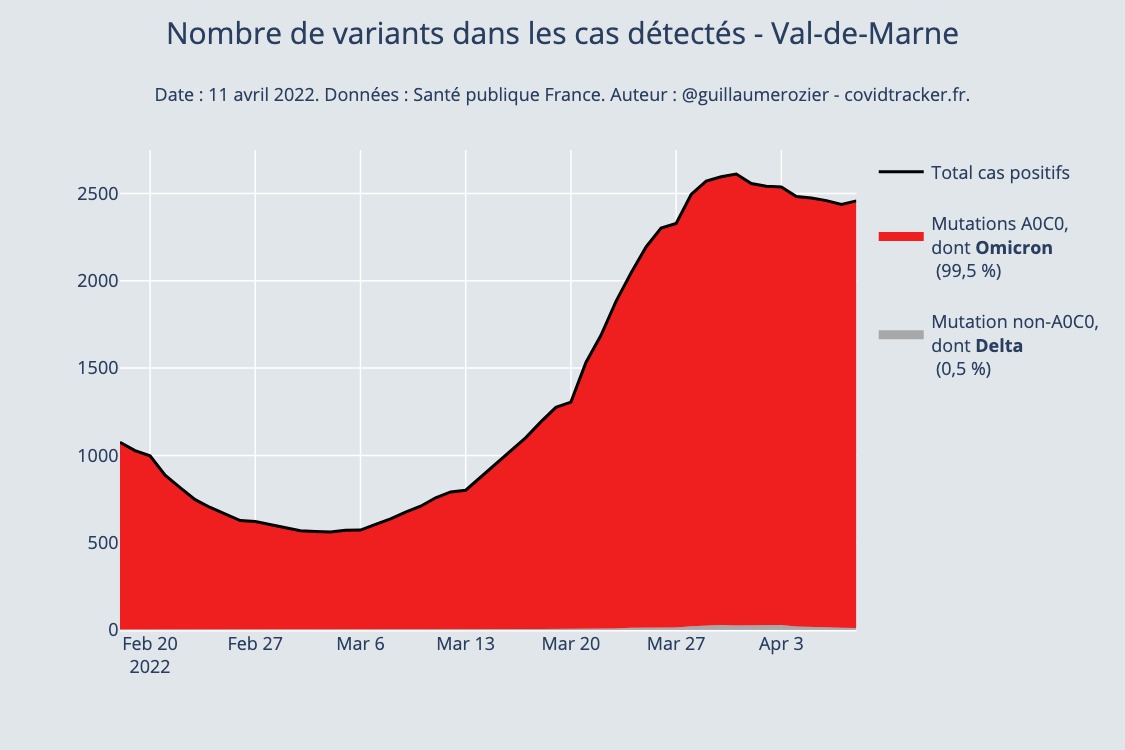 Nombre de variants dans les cas détectés - Val-de-Marne
Date : 11 avril 2022. Données : Santé publique France. Auteur : @guillaumerozier - covidtracker.fr.
Total cas positifs
Mutations A0C0,
dont Omicron
(99,5 %)
Mutation non-A0C0,
dont Delta
(0,5 %)
2500
2000
1500
1000
500
0
Feb 20 Feb 27 Mar 6 Mar 13 Mar 20 Mar 27 Apr 3
2022